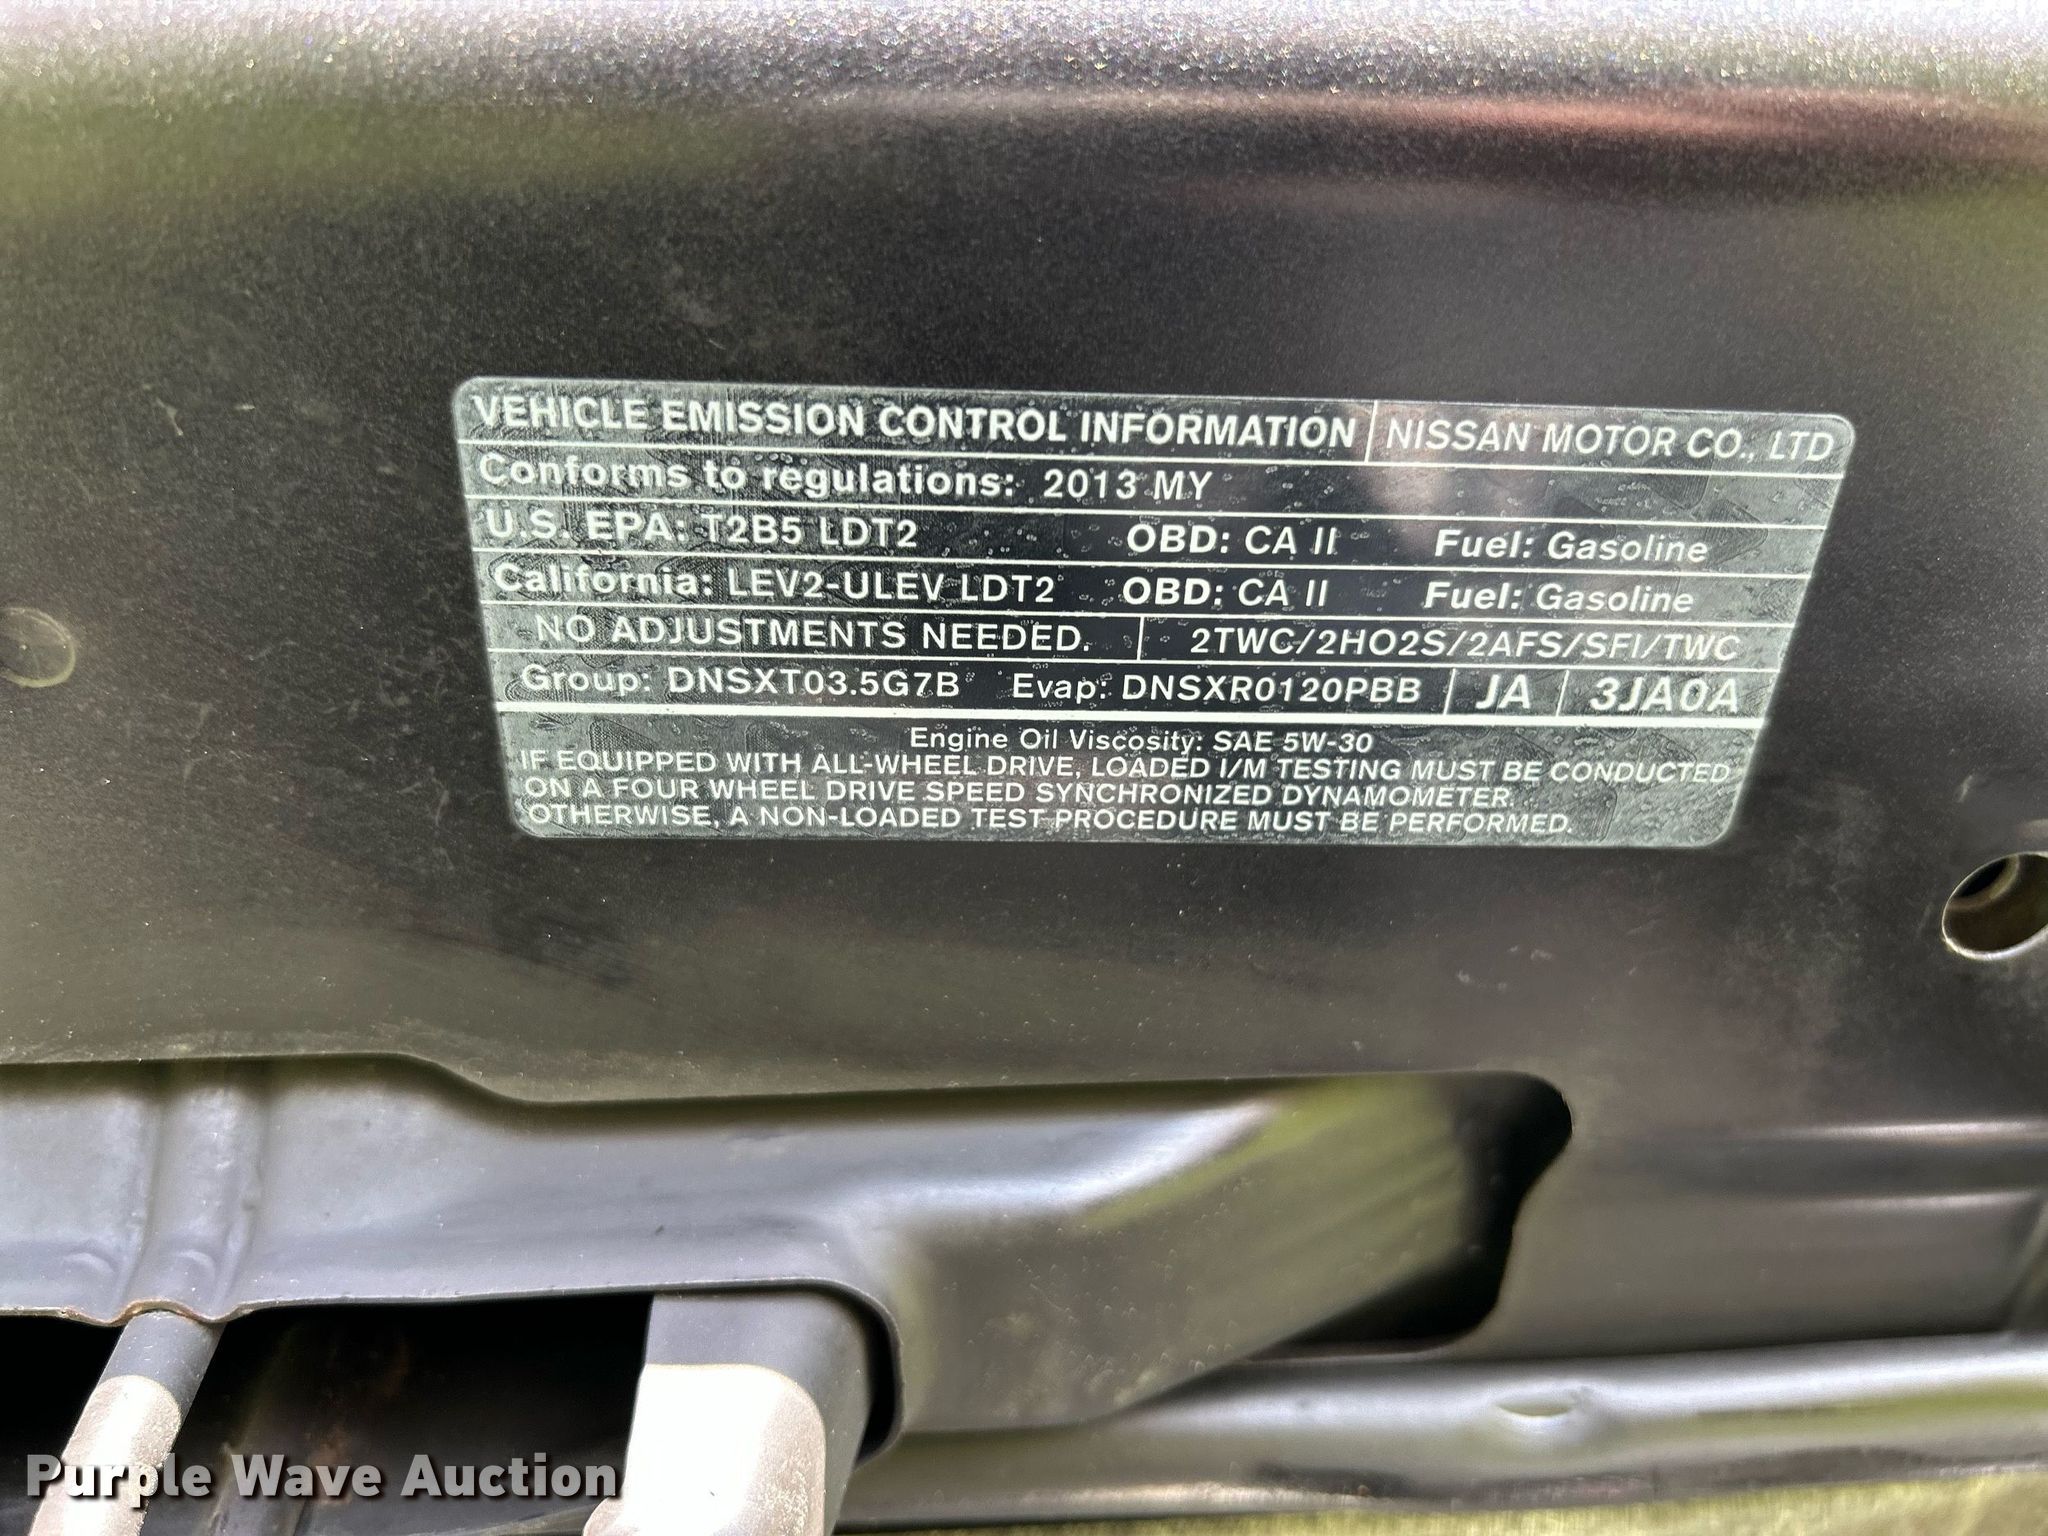 VEHICLE EMISSION CONTROL INFORMATION NISSAN MOTOR CO., LTD
Conforms to regulations: 2013 MY
U.S. EPA: T2B5 LDT2 OBD: CA II Fuel: Gasoline
California: LEV2-ULEV LDT2 OBD: CA II Fuel: Gasoline
NO ADJUSTMENTS NEEDED. 2TWC/2HO2S/2AFS/SFI/TWC
Group: DNSXT03.5G7B Evap: DNSXR0120PBB JA 3JA0A
Engine Oil Viscosity: SAE 5W-30
IF EQUIPPED WITH ALL-WHEEL DRIVE, LOADED I/M TESTING MUST BE CONDUCTED
ON A FOUR WHEEL DRIVE SPEED SYNCHRONIZED DYNAMOMETER.
OTHERWISE, A NON-LOADED TEST PROCEDURE MUST BE PERFORMED.
Purple Wave Auction